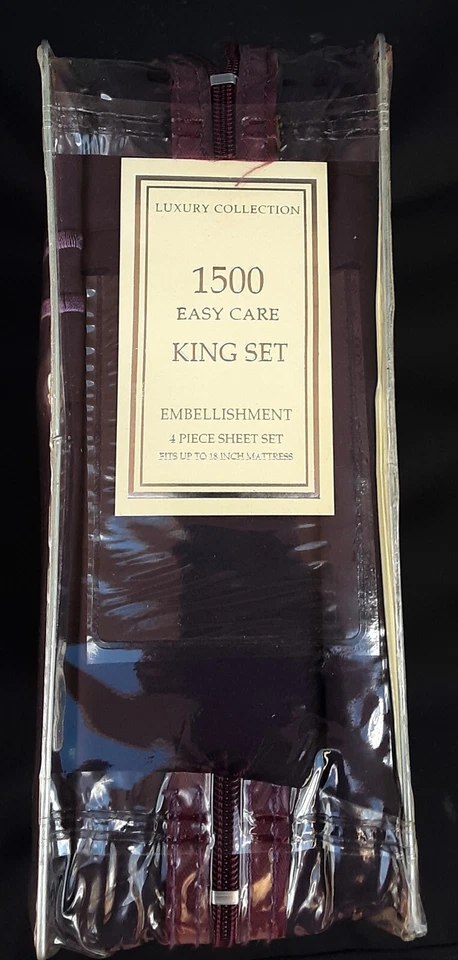 LUXURY COLLECTION
1500
EASY CARE
KING SET
EMBELLISHMENT
4 PIECE SHEET SET
FITS UP TO 18 INCH MATTRESS